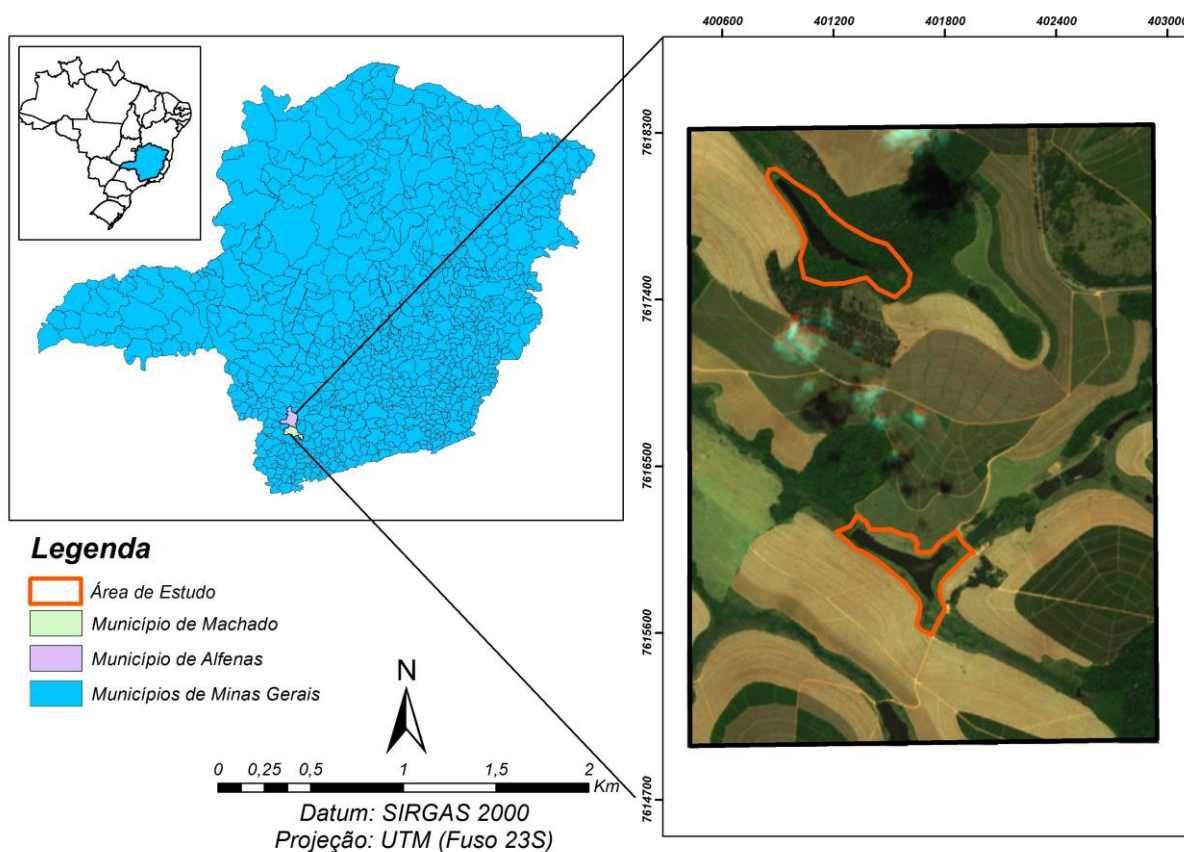 400600 401200 401800 402400 403000
7618300
7617400
7616500
7615600
7614700
Legenda
Área de Estudo
Município de Machado
Município de Alfenas
Municípios de Minas Gerais
N
0 0,25 0,5 1 1,5 2
Km
Datum: SIRGAS 2000
Projeção: UTM (Fuso 23S)